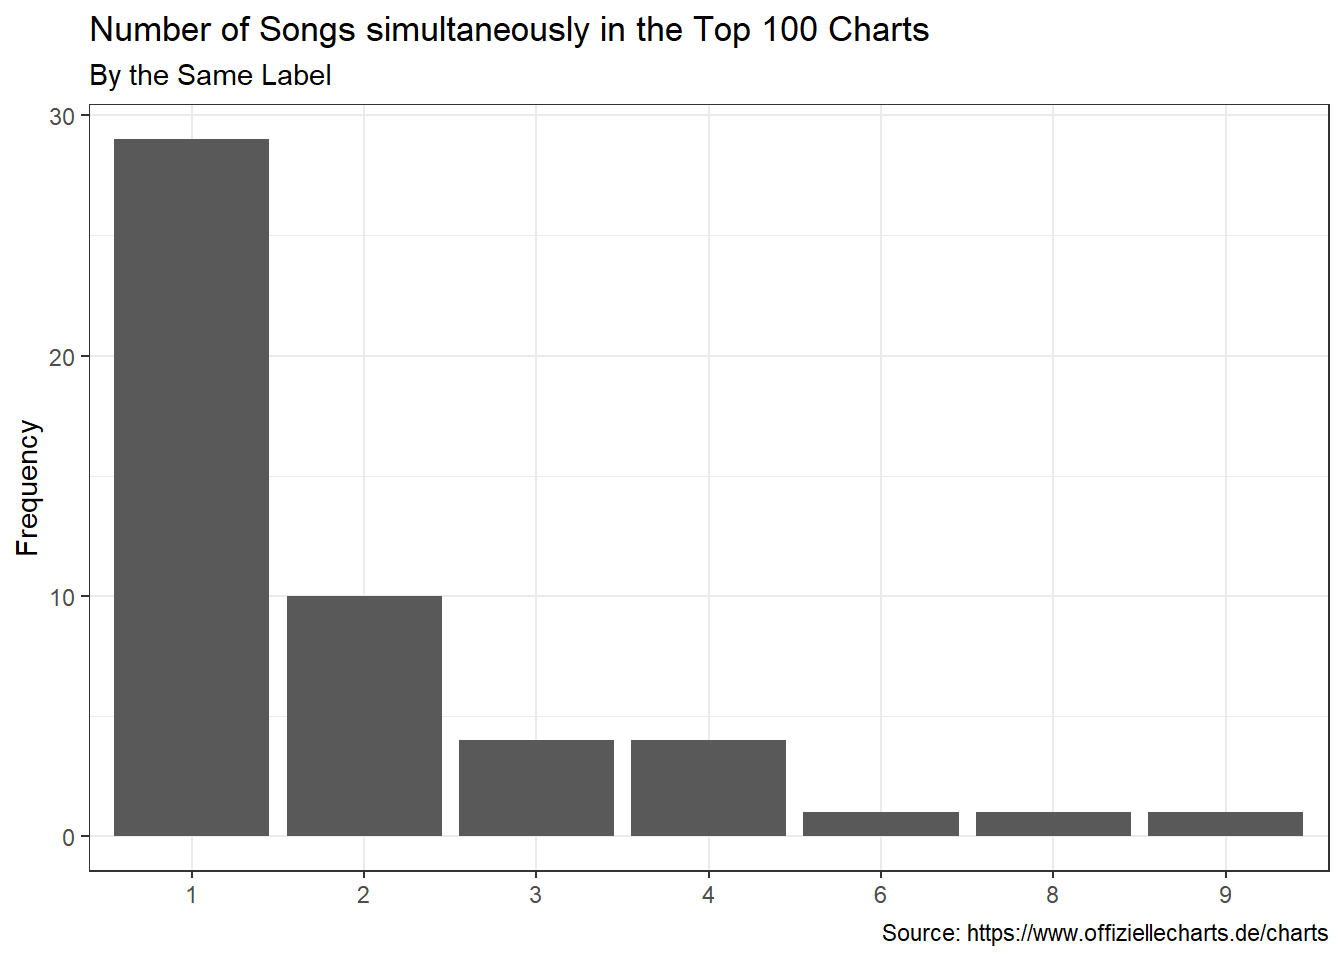 Number of Songs simultaneously in the Top 100 Charts
By the Same Label
30
20
10
0
Frequency
1 2 3 4 6 8 9
Source: https://www.offiziellecharts.de/charts